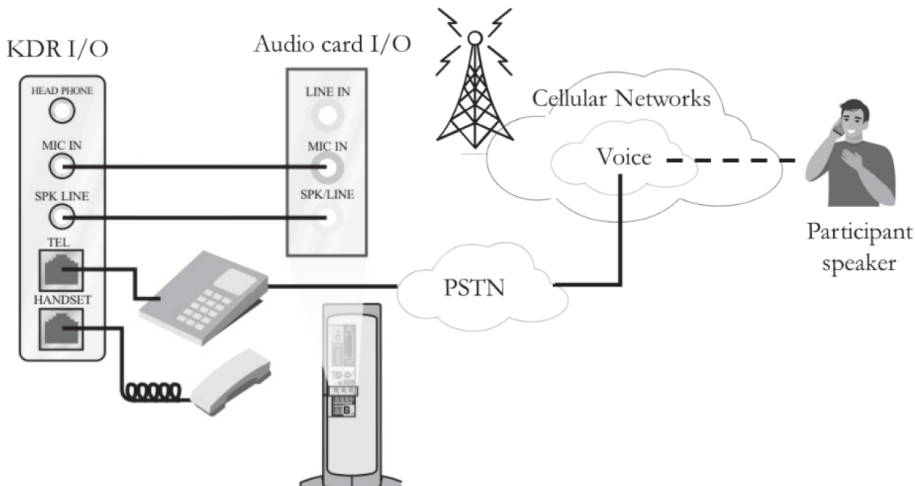 KDR I/O
Audio card I/O
HEAD PHONE
LINE IN
Cellular Networks
MIC IN
MIC IN
Voice
SPK LINE
SPK/LINE
TEL
Participant
speaker
HANDSET
PSTN